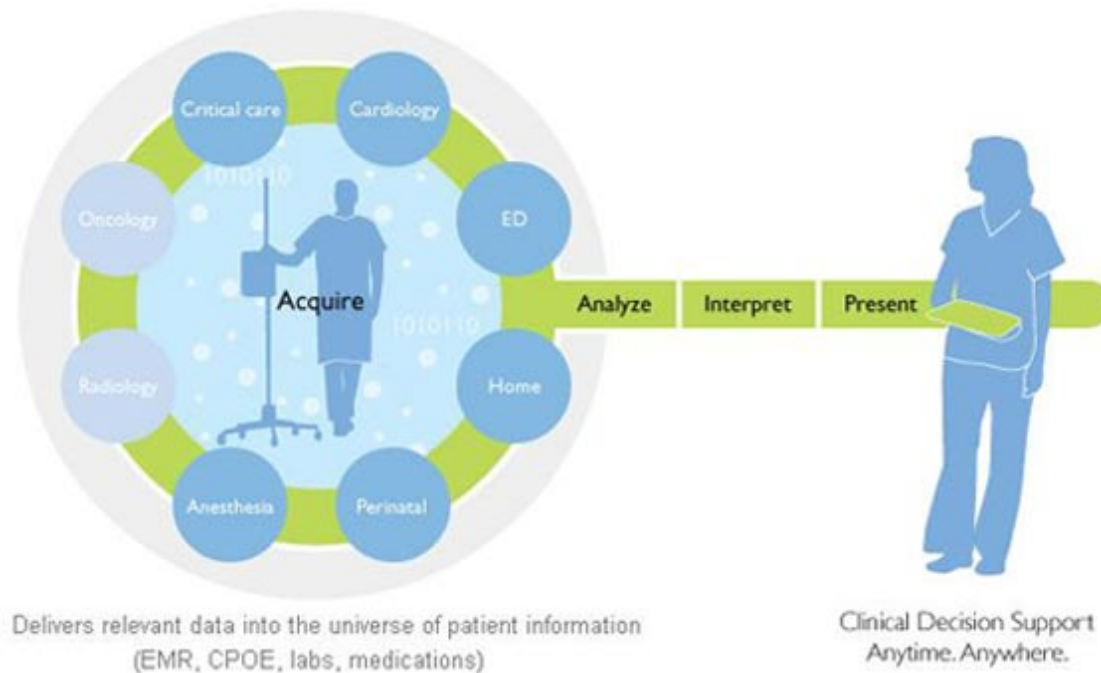 Critical care
Cardiology
1010110
Oncology
ED
Acquire
Analyze
Interpret
Present
1010110
Radiology
Home
Anesthesia
Perinatal
Delivers relevant data into the universe of patient information
(EMR, CPOE, labs, medications)
Clinical Decision Support
Anytime. Anywhere.